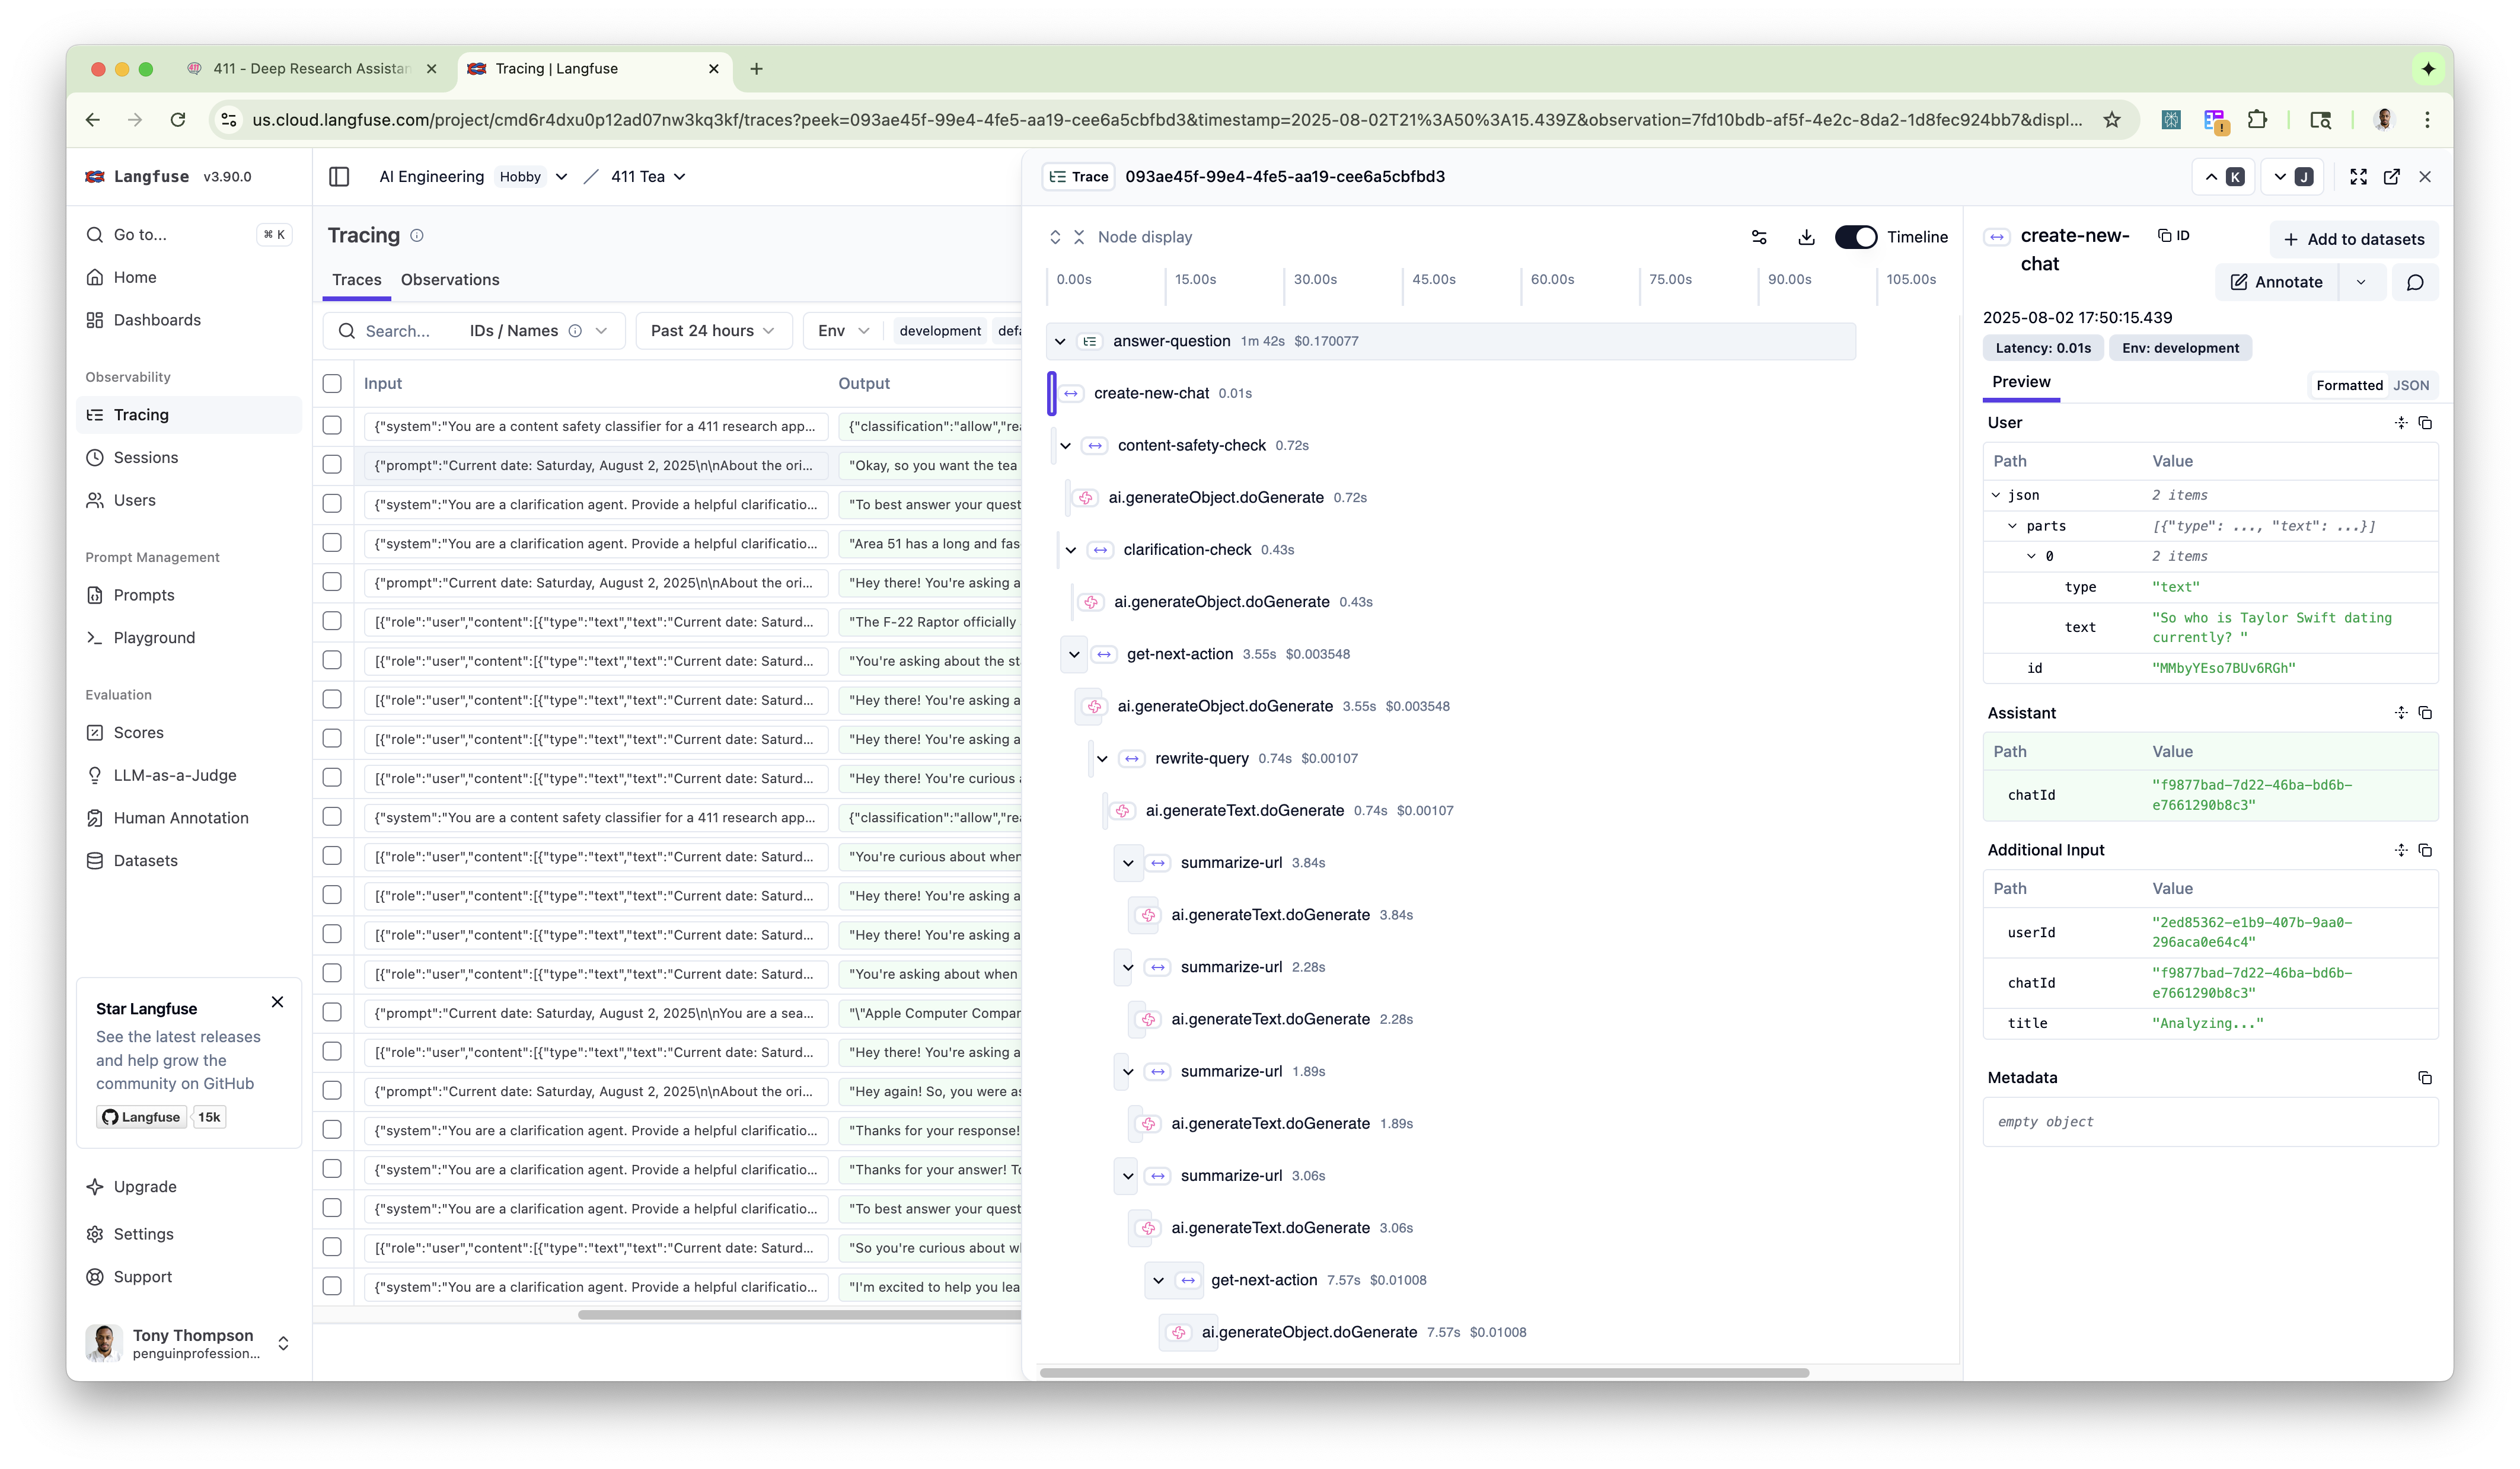 411 - Deep Research Assistan
Tracing | Langfuse
us.cloud.langfuse.com/project/cmd6r4dxu0p12ad07nw3kq3kf/traces?peek=093ae45f-99e4-4fe5-aa19-cee6a5cbfbd3&timestamp=2025-08-02T21%3A50%3A15.439Z&observation=7fd10bdb-af5f-4e2c-8da2-1d8fec924bb7&displ...
Langfuse v3.90.0
Go to... ⌘ K
Home
Dashboards
Observability
Tracing
Sessions
Users
Prompt Management
Prompts
Playground
Evaluation
Scores
LLM-as-a-Judge
Human Annotation
Datasets
Star Langfuse
See the latest releases
and help grow the
community on GitHub
Langfuse 15k
Upgrade
Settings
Support
Tony Thompson
penguinprofession...
AI Engineering Hobby 411 Tea
Tracing
Traces Observations
Search... IDs / Names Past 24 hours Env development defa
Input Output
{"system":"You are a content safety classifier for a 411 research app... {"classification":"allow","rea
{"prompt":"Current date: Saturday, August 2, 2025\n\nAbout the ori... "Okay, so you want the tea
{"system":"You are a clarification agent. Provide a helpful clarificatio... "To best answer your quest
{"system":"You are a clarification agent. Provide a helpful clarificatio... "Area 51 has a long and fas
{"prompt":"Current date: Saturday, August 2, 2025\n\nAbout the ori... "Hey there! You're asking a
[{"role":"user","content":[{"type":"text","text":"Current date: Saturd... "The F-22 Raptor officially
[{"role":"user","content":[{"type":"text","text":"Current date: Saturd... "You're asking about the st
[{"role":"user","content":[{"type":"text","text":"Current date: Saturd... "Hey there! You're asking a
[{"role":"user","content":[{"type":"text","text":"Current date: Saturd... "Hey there! You're asking a
[{"role":"user","content":[{"type":"text","text":"Current date: Saturd... "Hey there! You're curious a
{"system":"You are a content safety classifier for a 411 research app... {"classification":"allow","rea
[{"role":"user","content":[{"type":"text","text":"Current date: Saturd... "You're curious about when
[{"role":"user","content":[{"type":"text","text":"Current date: Saturd... "Hey there! You're asking a
[{"role":"user","content":[{"type":"text","text":"Current date: Saturd... "Hey there! You're asking a
[{"role":"user","content":[{"type":"text","text":"Current date: Saturd... "You're asking about when
{"prompt":"Current date: Saturday, August 2, 2025\n\nYou are a sea... "\"Apple Computer Compar
[{"role":"user","content":[{"type":"text","text":"Current date: Saturd... "Hey there! You're asking a
{"prompt":"Current date: Saturday, August 2, 2025\n\nAbout the ori... "Hey again! So, you were as
{"system":"You are a clarification agent. Provide a helpful clarificatio... "Thanks for your response!
{"system":"You are a clarification agent. Provide a helpful clarificatio... "Thanks for your answer! To
{"system":"You are a clarification agent. Provide a helpful clarificatio... "To best answer your quest
[{"role":"user","content":[{"type":"text","text":"Current date: Saturd... "So you're curious about w
{"system":"You are a clarification agent. Provide a helpful clarificatio... "I'm excited to help you lea
Trace 093ae45f-99e4-4fe5-aa19-cee6a5cbfbd3 K J
Node display Timeline
0.00s 15.00s 30.00s 45.00s 60.00s 75.00s 90.00s 105.00s
answer-question 1m 42s $0.170077
create-new-chat 0.01s
content-safety-check 0.72s
ai.generateObject.doGenerate 0.72s
clarification-check 0.43s
ai.generateObject.doGenerate 0.43s
get-next-action 3.55s $0.003548
ai.generateObject.doGenerate 3.55s $0.003548
rewrite-query 0.74s $0.00107
ai.generateText.doGenerate 0.74s $0.00107
summarize-url 3.84s
ai.generateText.doGenerate 3.84s
summarize-url 2.28s
ai.generateText.doGenerate 2.28s
summarize-url 1.89s
ai.generateText.doGenerate 1.89s
summarize-url 3.06s
ai.generateText.doGenerate 3.06s
get-next-action 7.57s $0.01008
ai.generateObject.doGenerate 7.57s $0.01008
create-new-
chat
ID
Add to datasets
Annotate
2025-08-02 17:50:15.439
Latency: 0.01s Env: development
Preview Formatted JSON
User
Path Value
json 2 items
parts [{"type": ..., "text": ...}]
0 2 items
type "text"
text "So who is Taylor Swift dating
currently? "
id "MMbyYEso7BUv6RGh"
Assistant
Path Value
chatId "f9877bad-7d22-46ba-bd6b-
e7661290b8c3"
Additional Input
Path Value
userId "2ed85362-e1b9-407b-9aa0-
296aca0e64c4"
chatId "f9877bad-7d22-46ba-bd6b-
e7661290b8c3"
title "Analyzing..."
Metadata
empty object